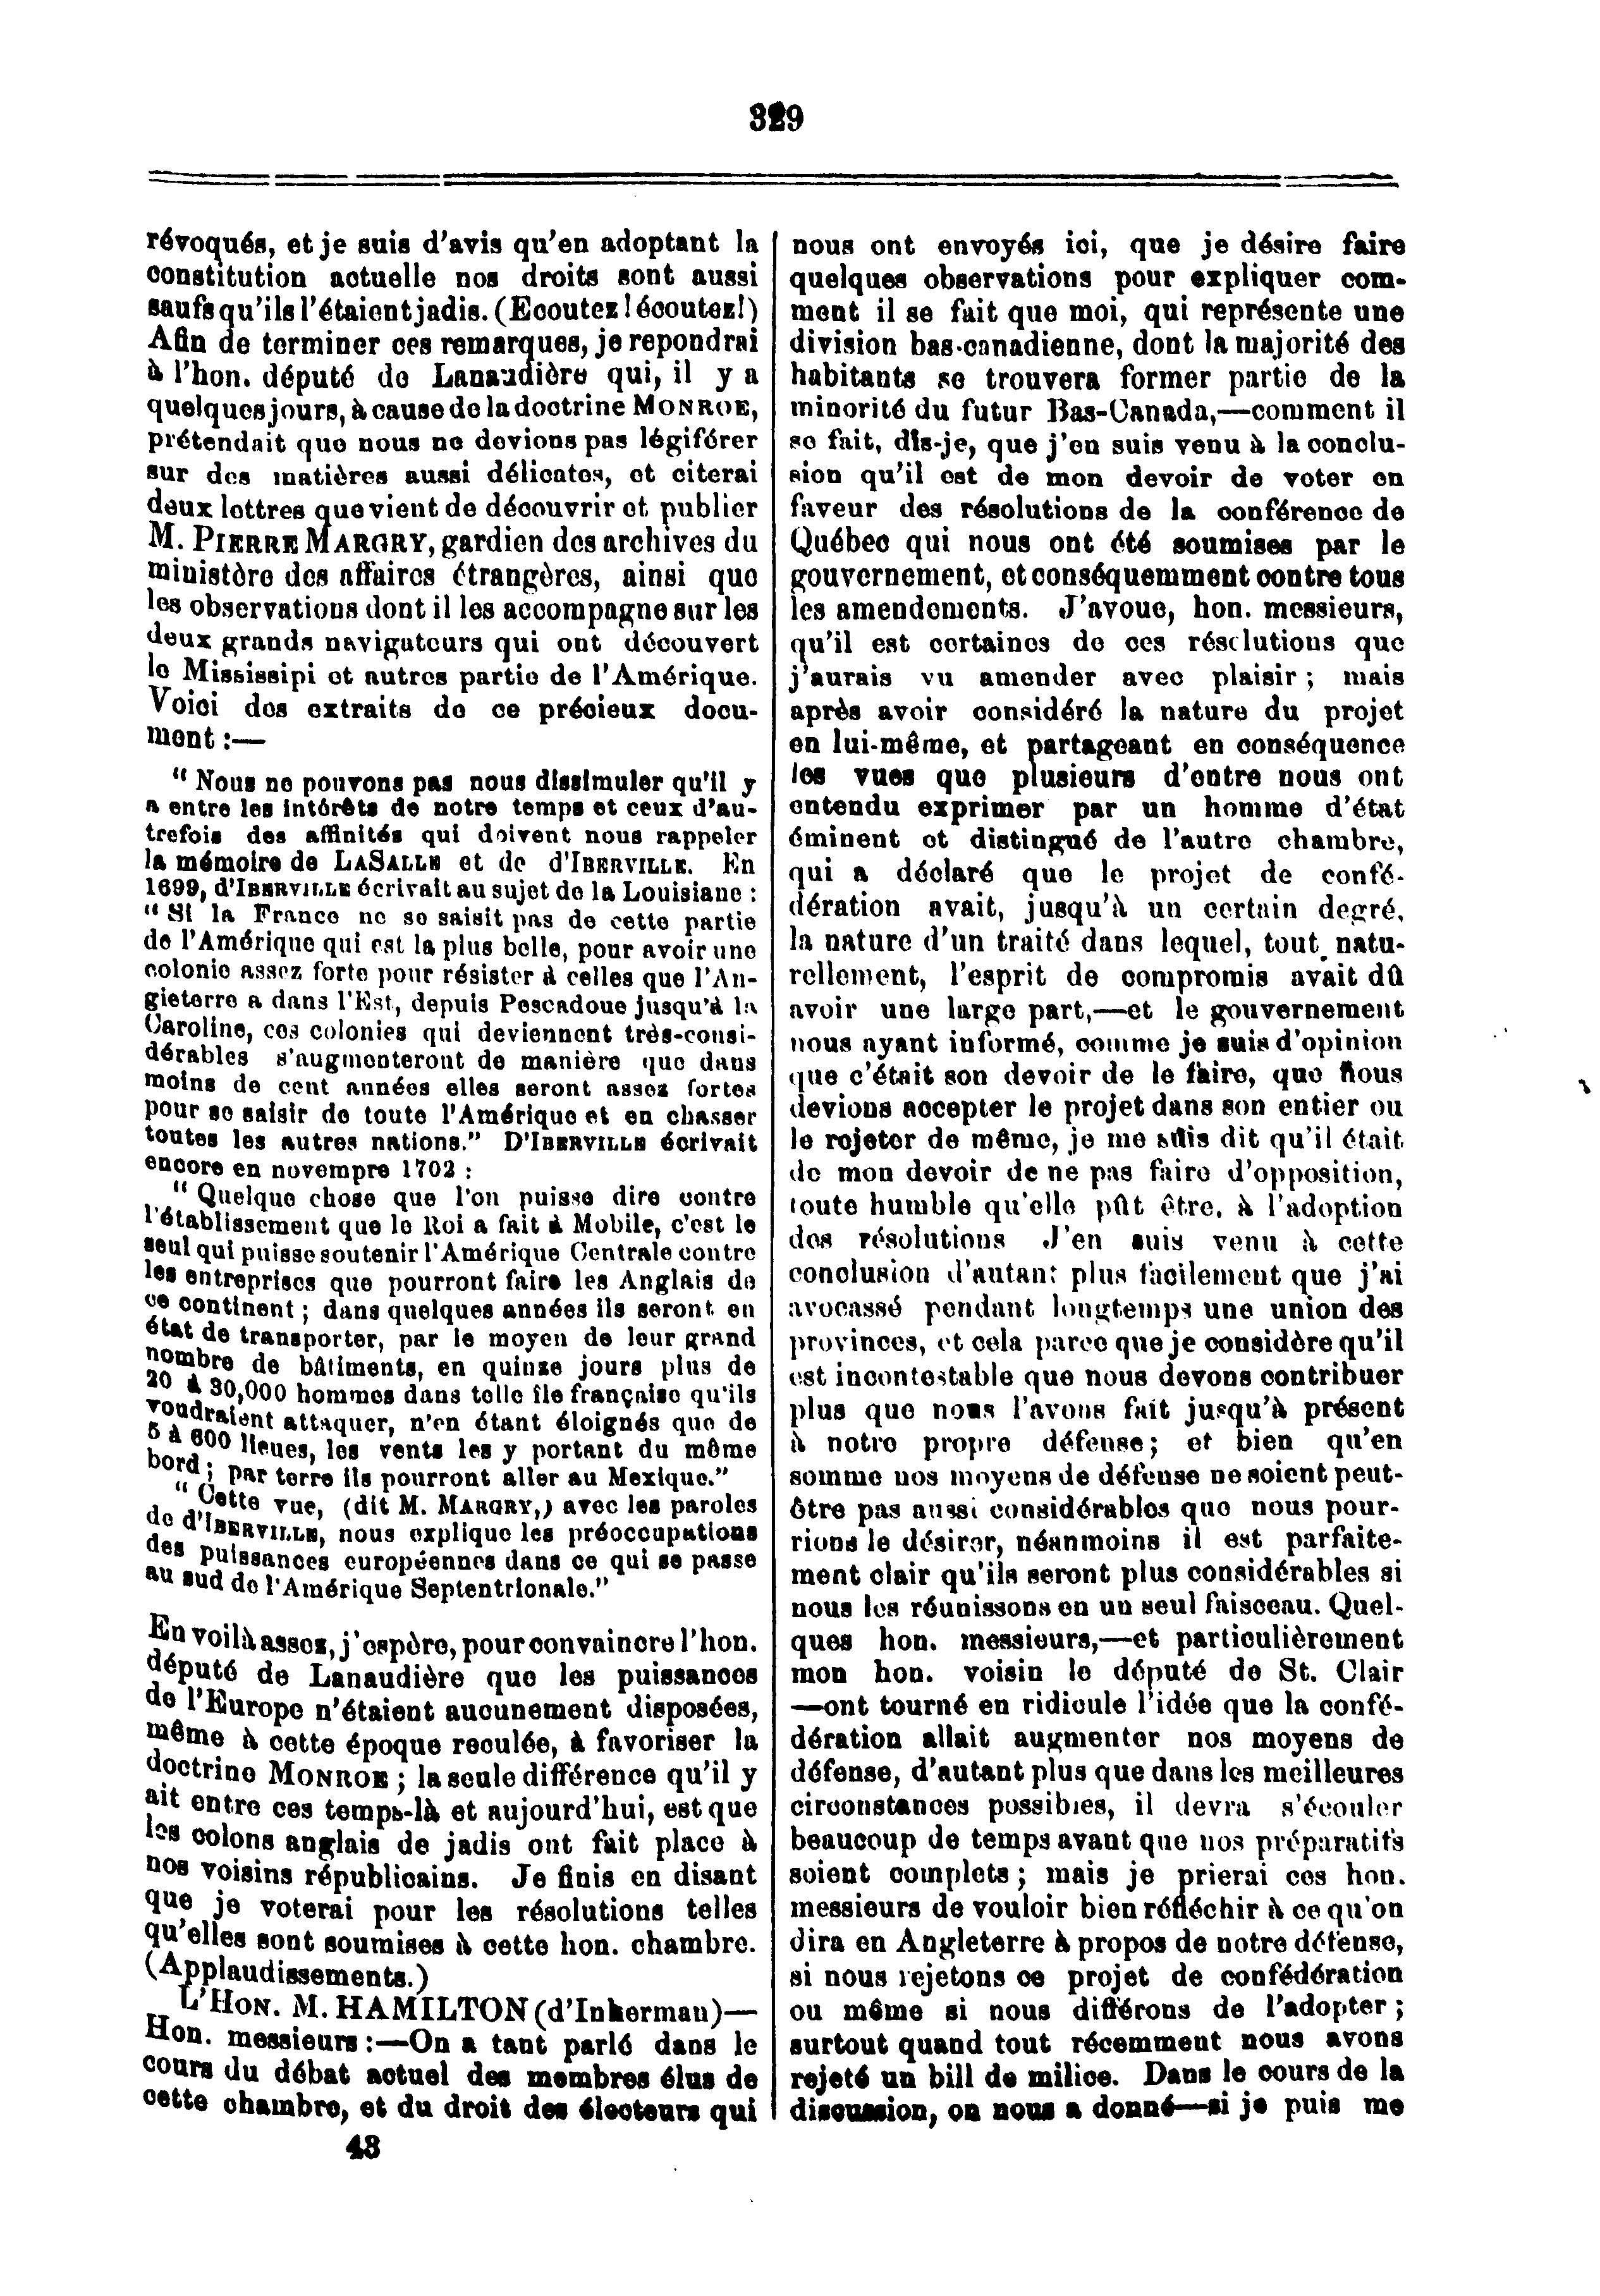 329
révoqués, et je suis d'avis qu'en adoptant la
constitution actuelle nos droits sont aussi
saufs qu'ils l'étaient jadis. (Ecoutez ! écoutez!)
Afin de terminer ces remarques, je repondrai
à l'hon. député de Lanaudière qui, il y a
quelques jours, à cause de la doctrine MONROE,
prétendait que nous ne devions pas légiférer
sur des matières aussi délicates, et citerai
deux lettres que vient de découvrir et publier
M. PIERRE MARGRY, gardien des archives du
ministère des affaires étrangères, ainsi que
les observations dont il les accompagne sur les
deux grands navigateurs qui ont découvert
le Mississipi et autres partie de l'Amérique.
Voici des extraits de ce précieux docu-
ment :—
“ Nous ne pouvons pas nous dissimuler qu'il y
a entre les intérêts de notre temps et ceux d'au-
trefois des affinités qui doivent nous rappeler
la mémoire de LASALLE et de d'IBERVILLE. En
1699, d'IBERVILLE écrivait au sujet de la Louisiane :
“ Si la France ne se saisit pas de cette partie
de l'Amérique qui est la plus belle, pour avoir une
colonie assez forte pour résister à celles que l'An-
gleterre a dans l'Est, depuis Pescadoue jusqu'à la
Caroline, ces colonies qui deviennent très-consi-
dérables s'augmenteront de manière que dans
moins de cent années elles seront assez fortes
pour se saisir de toute l'Amérique et en chasser
toutes les autres nations.” D'IBERVILLE écrivait
encore en novembre 1702 :
“ Quelque chose que l'on puisse dire contre
l'établissement que le Roi a fait à Mobile, c'est le
seul qui puisse soutenir l'Amérique Centrale contre
les entreprises que pourront faire les Anglais de
ce continent ; dans quelques années ils seront en
état de transporter, par le moyen de leur grand
nombre de bâtiments, en quinze jours plus de
20 à 30,000 hommes dans telle île française qu'ils
voudraient attaquer, n'en étant éloignés que de
5 à 600 lieues, les vents les y portant du même
bord ; par terre ils pourront aller au Mexique.”
“ Cette vue, (dit M. MARGRY,) avec les paroles
de d'IBERVILLE, nous explique les préoccupations
des puissances européennes dans ce qui se passe
au sud de l'Amérique Septentrionale.”
En voilà assez, j'espère, pour convaincre l'hon.
député de Lanaudière que les puissances
de l'Europe n'étaient aucunement disposées,
même à cette époque reculée, à favoriser la
doctrine MONROE ; la seule différence qu'il y
ait entre ces temps-là et aujourd'hui, est que
les colons anglais de jadis ont fait place à
nos voisins républicains. Je finis en disant
que je voterai pour les résolutions telles
qu'elles sont soumises à cette hon. chambre.
(Applaudissements.)
L'HON. M. HAMILTON (d'Inkerman)—
Hon. messieurs :—On a tant parlé dans le
cours du débat actuel des membres élus de
cette chambre, et du droit des électeurs qui
43
nous ont envoyés ici, que je désire faire
quelques observations pour expliquer com-
ment il se fait que moi, qui représente une
division bas-canadienne, dont la majorité des
habitants se trouvera former partie de la
minorité du futur Bas-Canada,—comment il
se fait, dis-je, que j'en suis venu à la conclu-
sion qu'il est de mon devoir de voter en
faveur des résolutions de la conférence de
Québec qui nous ont été soumises par le
gouvernement, et conséquemment contre tous
les amendements. J'avoue, hon. messieurs,
qu'il est certaines de ces résolutions que
j'aurais vu amender avec plaisir ; mais
après avoir considéré la nature du projet
en lui-même, et partageant en conséquence
les vues que plusieurs d'entre nous ont
entendu exprimer par un homme d'état
éminent et distingué de l'autre chambre,
qui a déclaré que le projet de confé-
dération avait, jusqu'à un certain degré,
la nature d'un traité dans lequel, tout natu-
rellement, l'esprit de compromis avait dû
avoir une large part,—et le gouvernement
nous ayant informé, comme je suis d'opinion
que c'était son devoir de le faire, que nous
devions accepter le projet dans son entier ou
le rejeter de même, je me suis dit qu'il était
de mon devoir de ne pas faire d'opposition,
toute humble qu'elle pût être, à l'adoption
des résolutions J'en suis venu à cette
conclusion d'autant plus facilement que j'ai
avocassé pendant longtemps une union des
provinces, et cela parce que je considère qu'il
est incontestable que nous devons contribuer
plus que nous l'avons fait jusqu'à présent
à notre propre défense ; et bien qu'en
somme nos moyens de défense ne soient peut-
être pas aussi considérables que nous pour-
rions le désirer, néanmoins il est parfaite-
ment clair qu'ils seront plus considérables si
nous les réunissons en un seul faisceau. Quel-
ques hon. messieurs,—et particulièrement
mon hon. voisin le député de St. Clair
—ont tourné en ridicule l'idée que la confé-
dération allait augmenter nos moyens de
défense, d'autant plus que dans les meilleures
circonstances possibles, il devra s'écouler
beaucoup de temps avant que nos préparatifs
soient complets ; mais je prierai ces hon.
messieurs de vouloir bien réfléchir à ce qu'on
dira en Angleterre à propos de notre défense,
si nous rejetons ce projet de confédération
ou même si nous différons de l'adopter ;
surtout quand tout récemment nous avons
rejeté un bill de milice. Dans le cours de la
discussion, on nous a donné—si je puis me